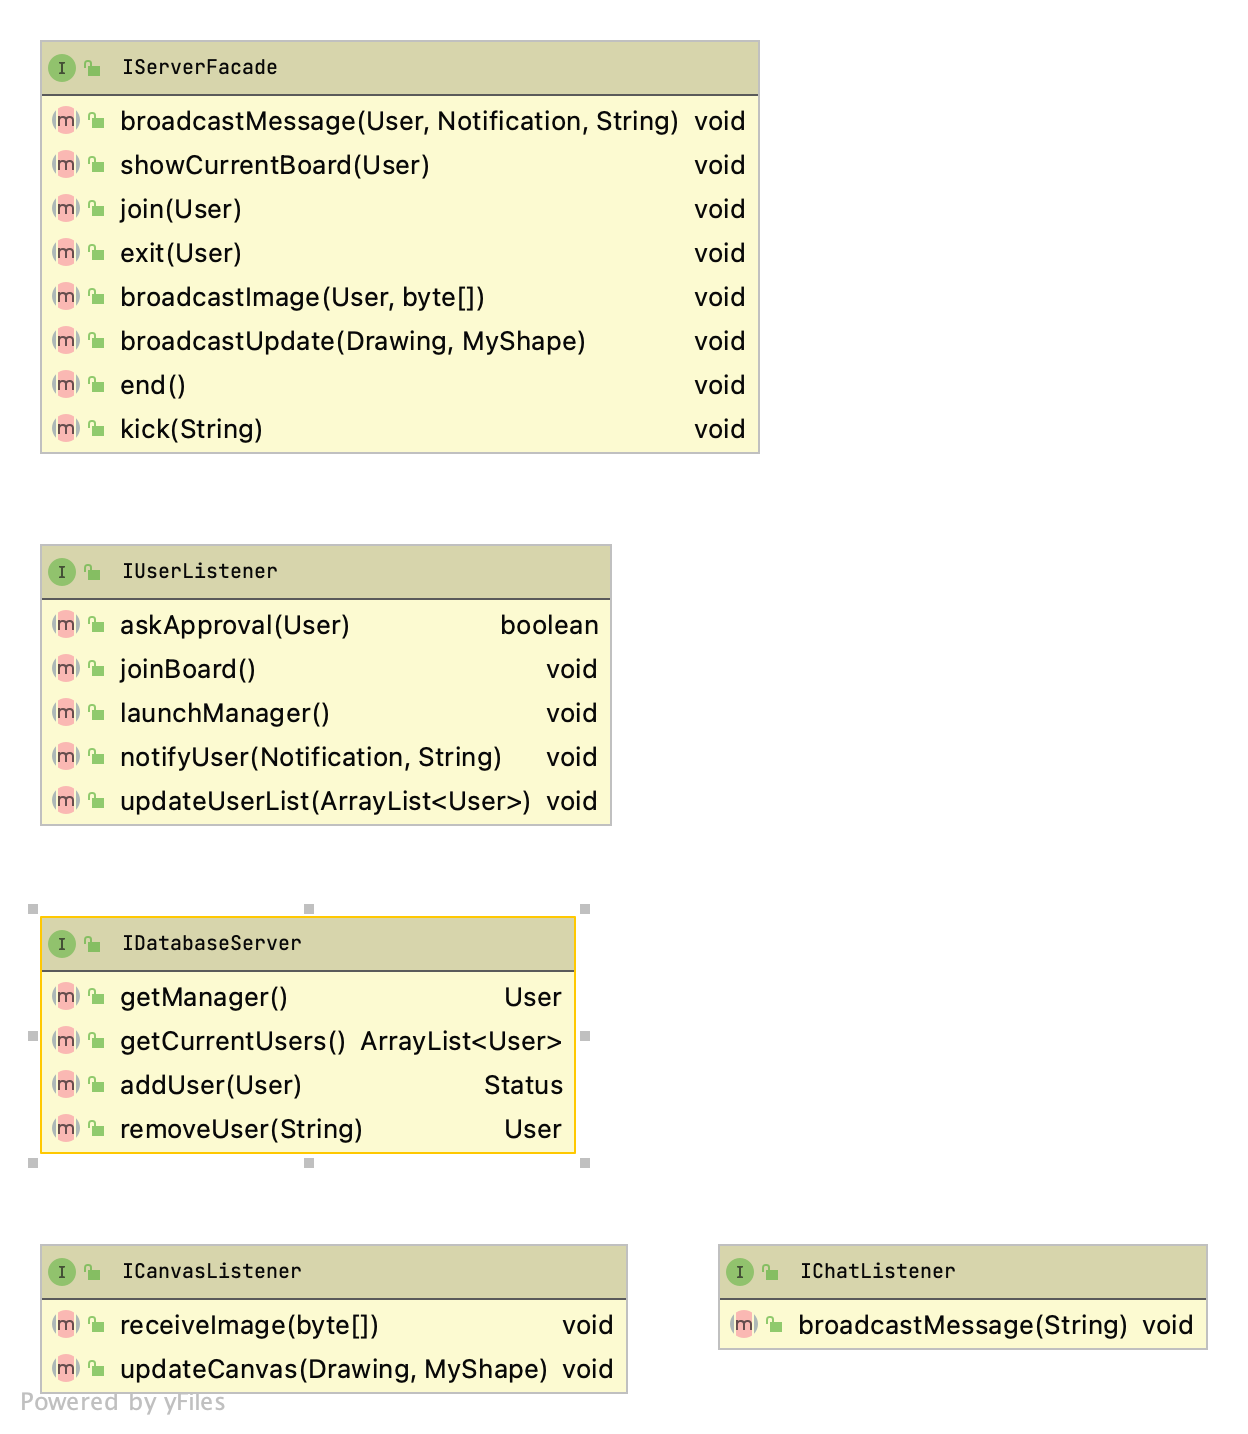 I IServerFacade
m broadcastMessage(User, Notification, String) void
m showCurrentBoard(User) void
m join(User) void
m exit(User) void
m broadcastImage(User, byte[]) void
m broadcastUpdate(Drawing, MyShape) void
m end() void
m kick(String) void
I IUserListener
m askApproval(User) boolean
m joinBoard() void
m launchManager() void
m notifyUser(Notification, String) void
m updateUserList(ArrayList<User>) void
I IDatabaseServer
m getManager() User
m getCurrentUsers() ArrayList<User>
m addUser(User) Status
m removeUser(String) User
I ICanvasListener
m receiveImage(byte[]) void
m updateCanvas(Drawing, MyShape) void
I IChatListener
m broadcastMessage(String) void
Powered by yFiles